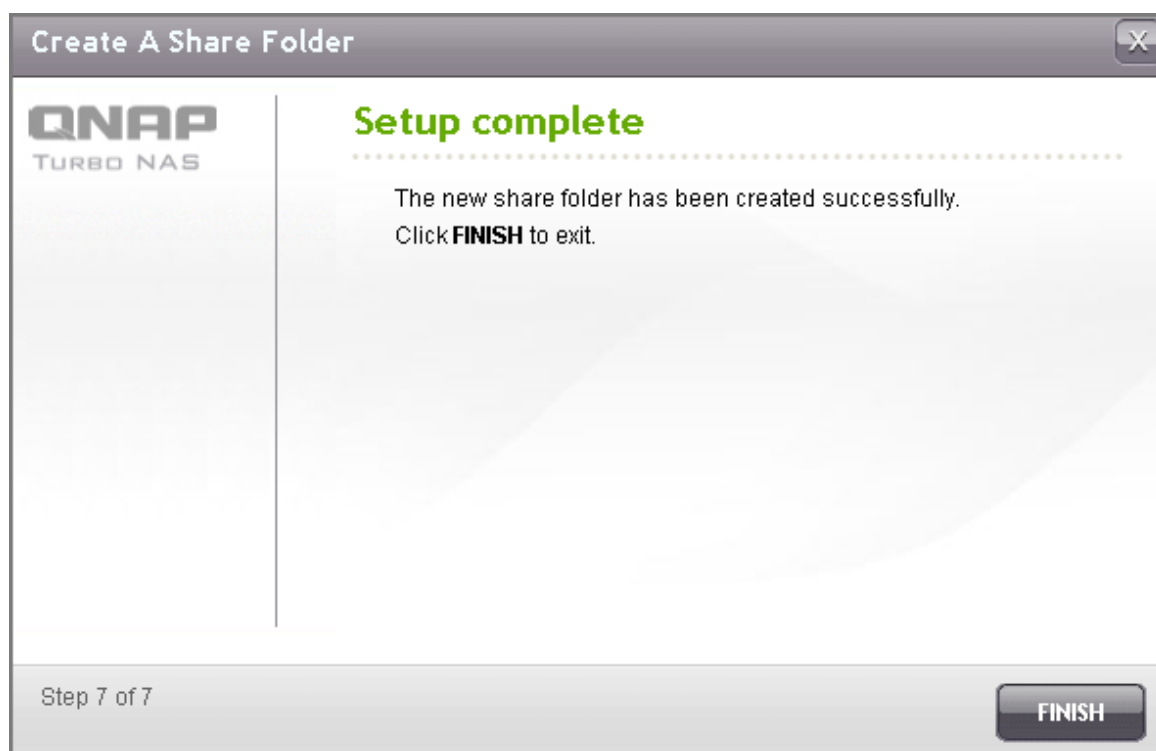 Create A Share Folder
X
QNAP
TURBO NAS
Setup complete
The new share folder has been created successfully.
Click FINISH to exit.
Step 7 of 7
FINISH